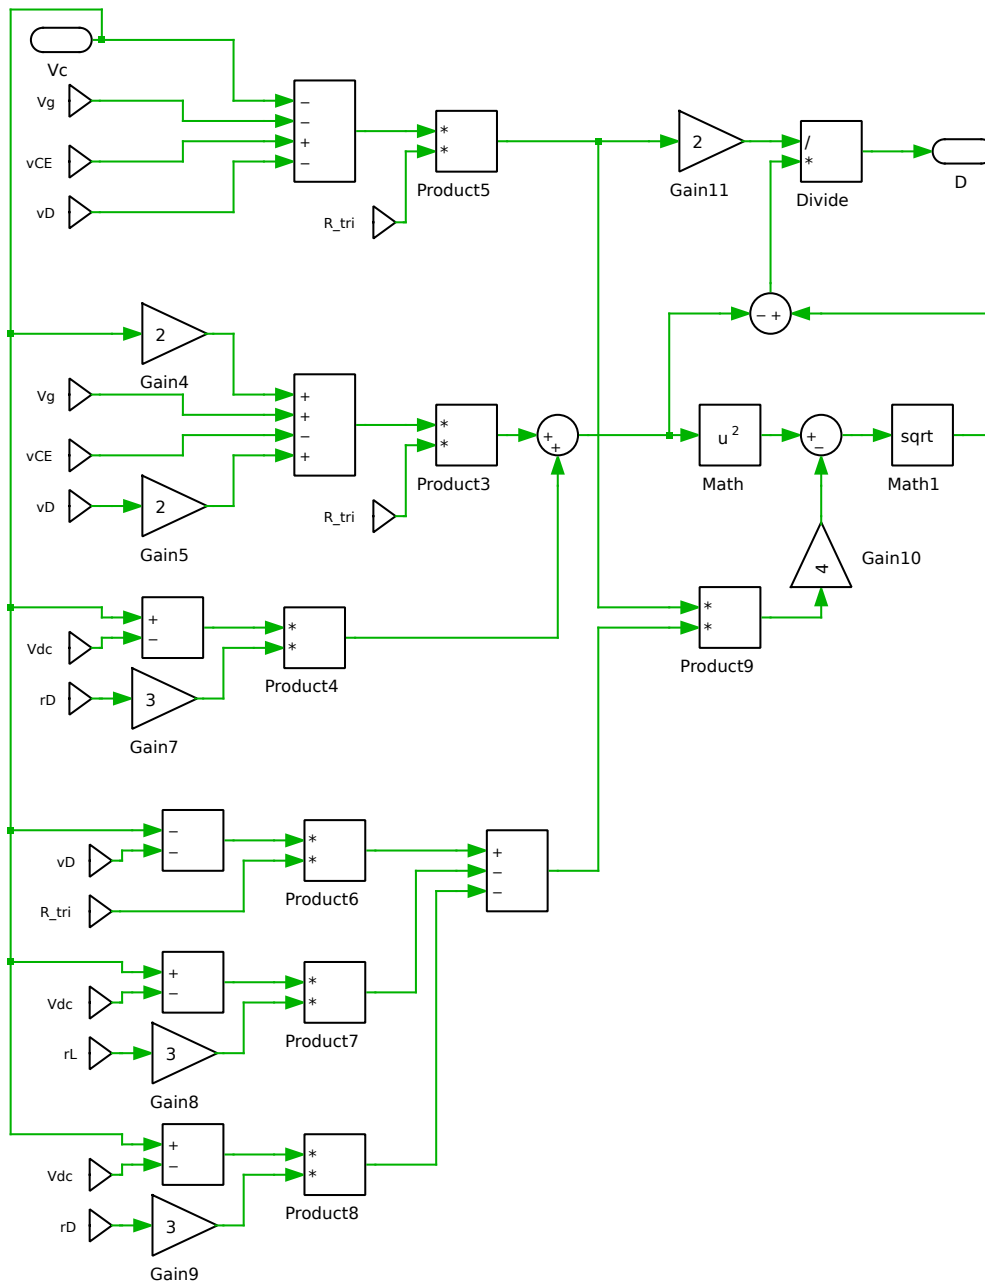 Vc
Vg
vCE
vD
−
−
+
−
*
*
Product5
R_tri
2
Gain11
/
*
Divide
D
− +
2
Gain4
Vg
vCE
vD
2
Gain5
+
+
−
+
*
*
Product3
R_tri
+
+
u 2
Math
+
−
sqrt
Math1
4
Gain10
Vdc
+
−
rD
3
Gain7
*
*
Product4
*
*
Product9
−
−
vD
R_tri
*
*
Product6
+
−
−
+
−
Vdc
rL
3
Gain8
*
*
Product7
+
−
Vdc
rD
3
Gain9
*
*
Product8